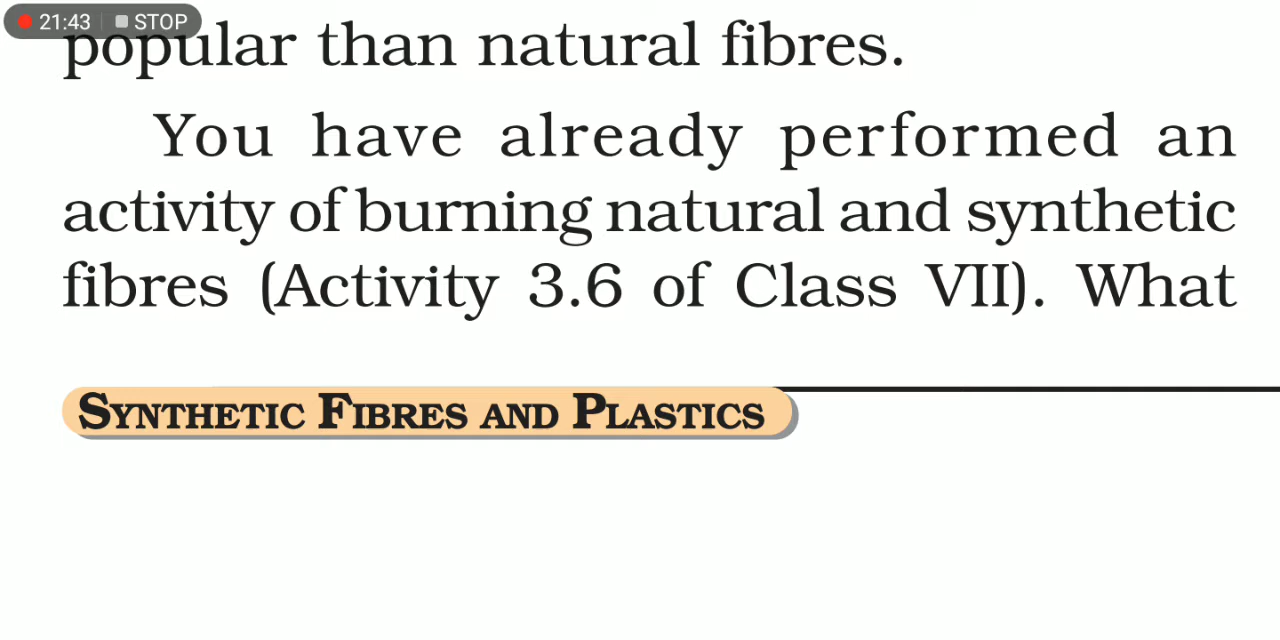 21:43 STOP
popular than natural fibres.
You have already performed an
activity of burning natural and synthetic
fibres (Activity 3.6 of Class VII). What
SYNTHETIC FIBRES AND PLASTICS